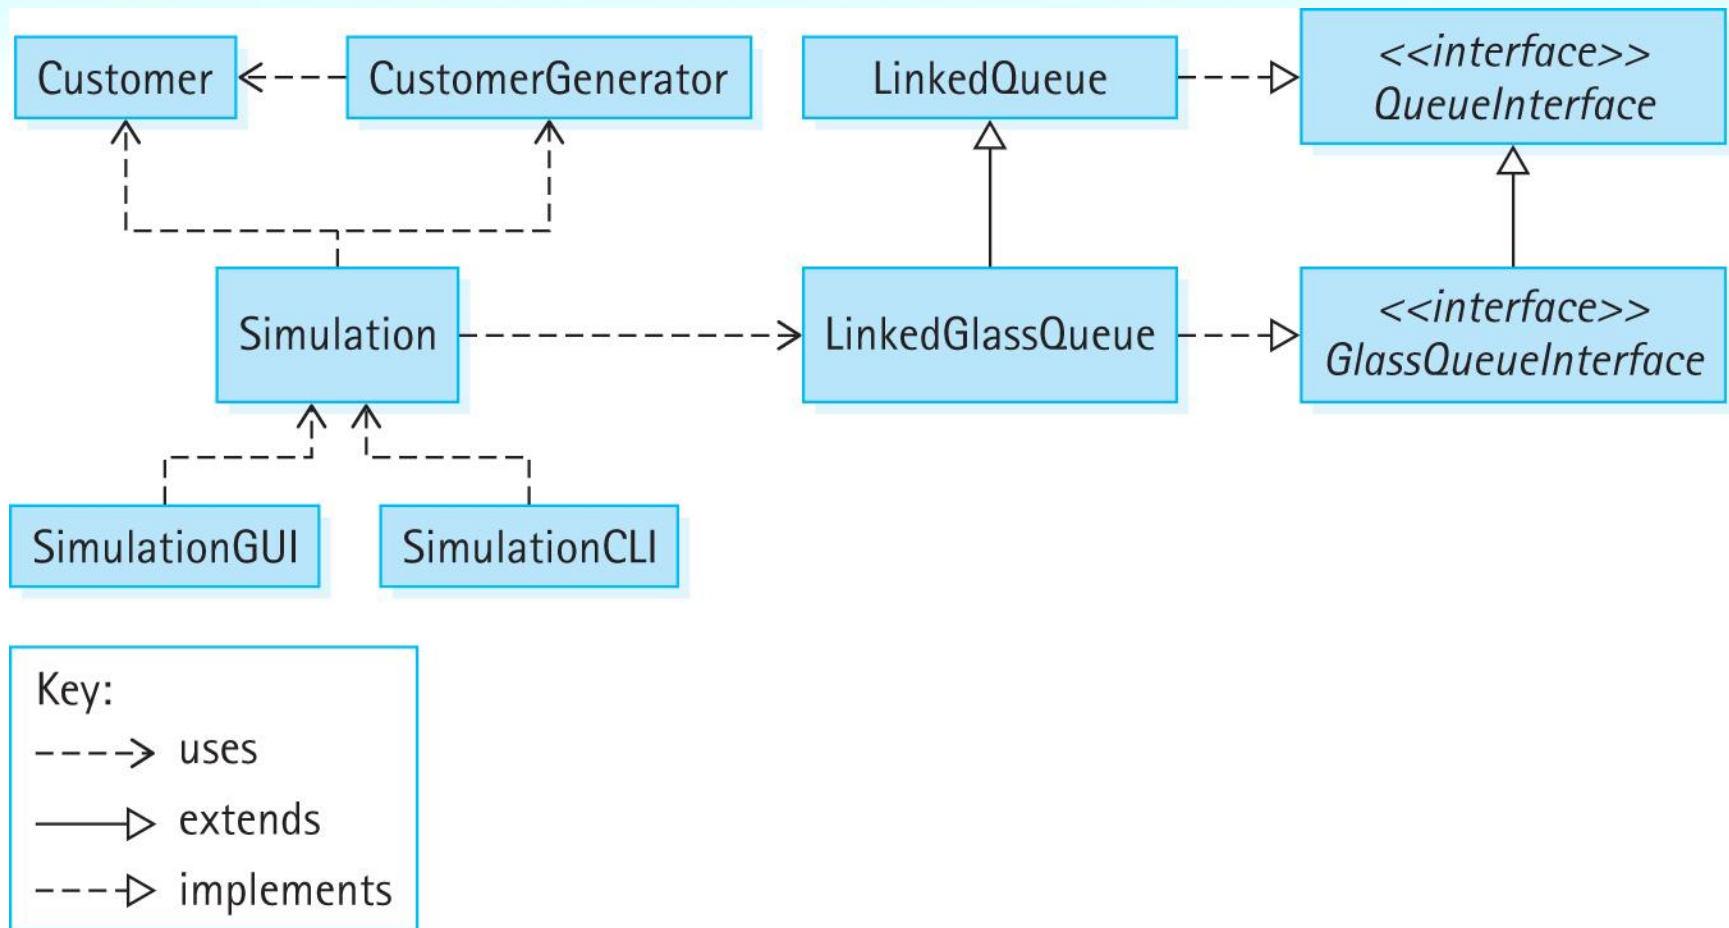 Customer
CustomerGenerator
LinkedQueue
<<interface>>
QueueInterface
Simulation
LinkedGlassQueue
<<interface>>
GlassQueueInterface
SimulationGUI
SimulationCLI
Key:
uses
extends
implements